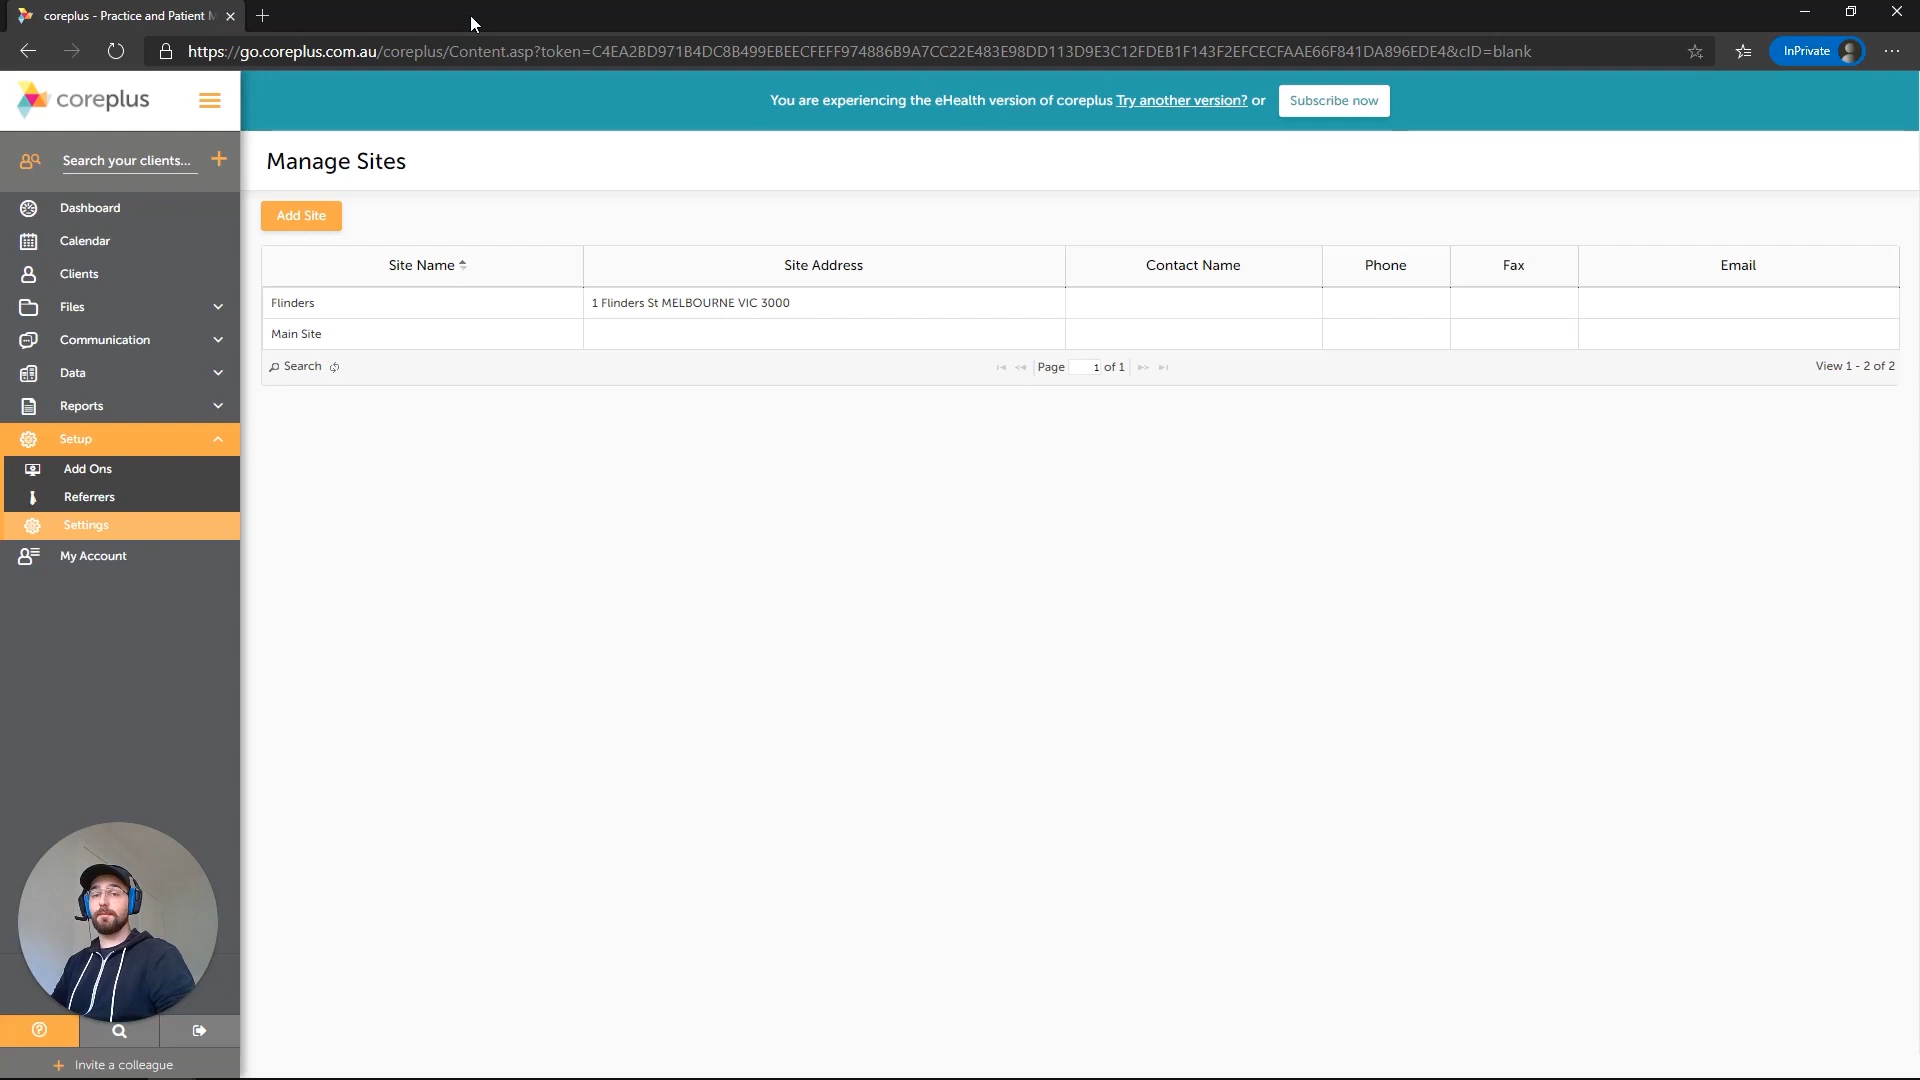 coreplus - Practice and Patient M
https://go.coreplus.com.au/coreplus/Content.asp?token=C4EA2BD971B4DC8B499EBEECFEFF974886B9A7CC22E483E98DD113D9E3C12FDEB1F143F2EFCECFAAE66F841DA896EDE4&cID=blank
InPrivate
coreplus
You are experiencing the eHealth version of coreplus Try another version? or Subscribe now
Search your clients...
Manage Sites
Dashboard
Calendar
Clients
Files
Communication
Data
Reports
Setup
Add Ons
Referrers
Settings
My Account
Add Site
Site Name Site Address Contact Name Phone Fax Email
Flinders 1 Flinders St MELBOURNE VIC 3000
Main Site
Search Page 1 of 1 View 1 - 2 of 2
Invite a colleague